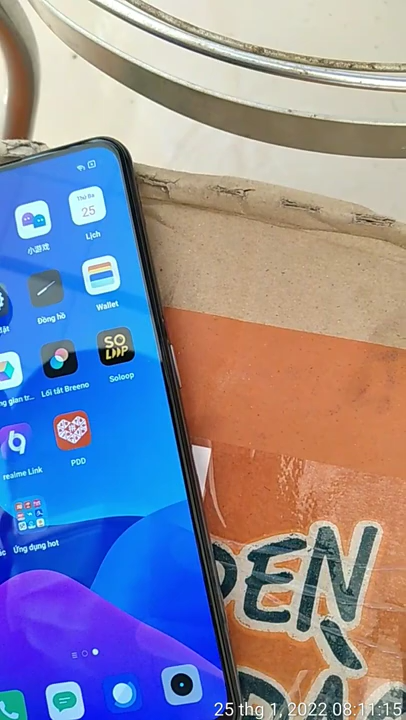 Thứ Ba
25
小游戏
Lịch
Đồng hồ
Wallet
Lối tắt Breeno
SO
LOOP
Soloop
realme Link
PDD
Ứng dụng hot
DEN
25 thg 1, 2022 08:11:15